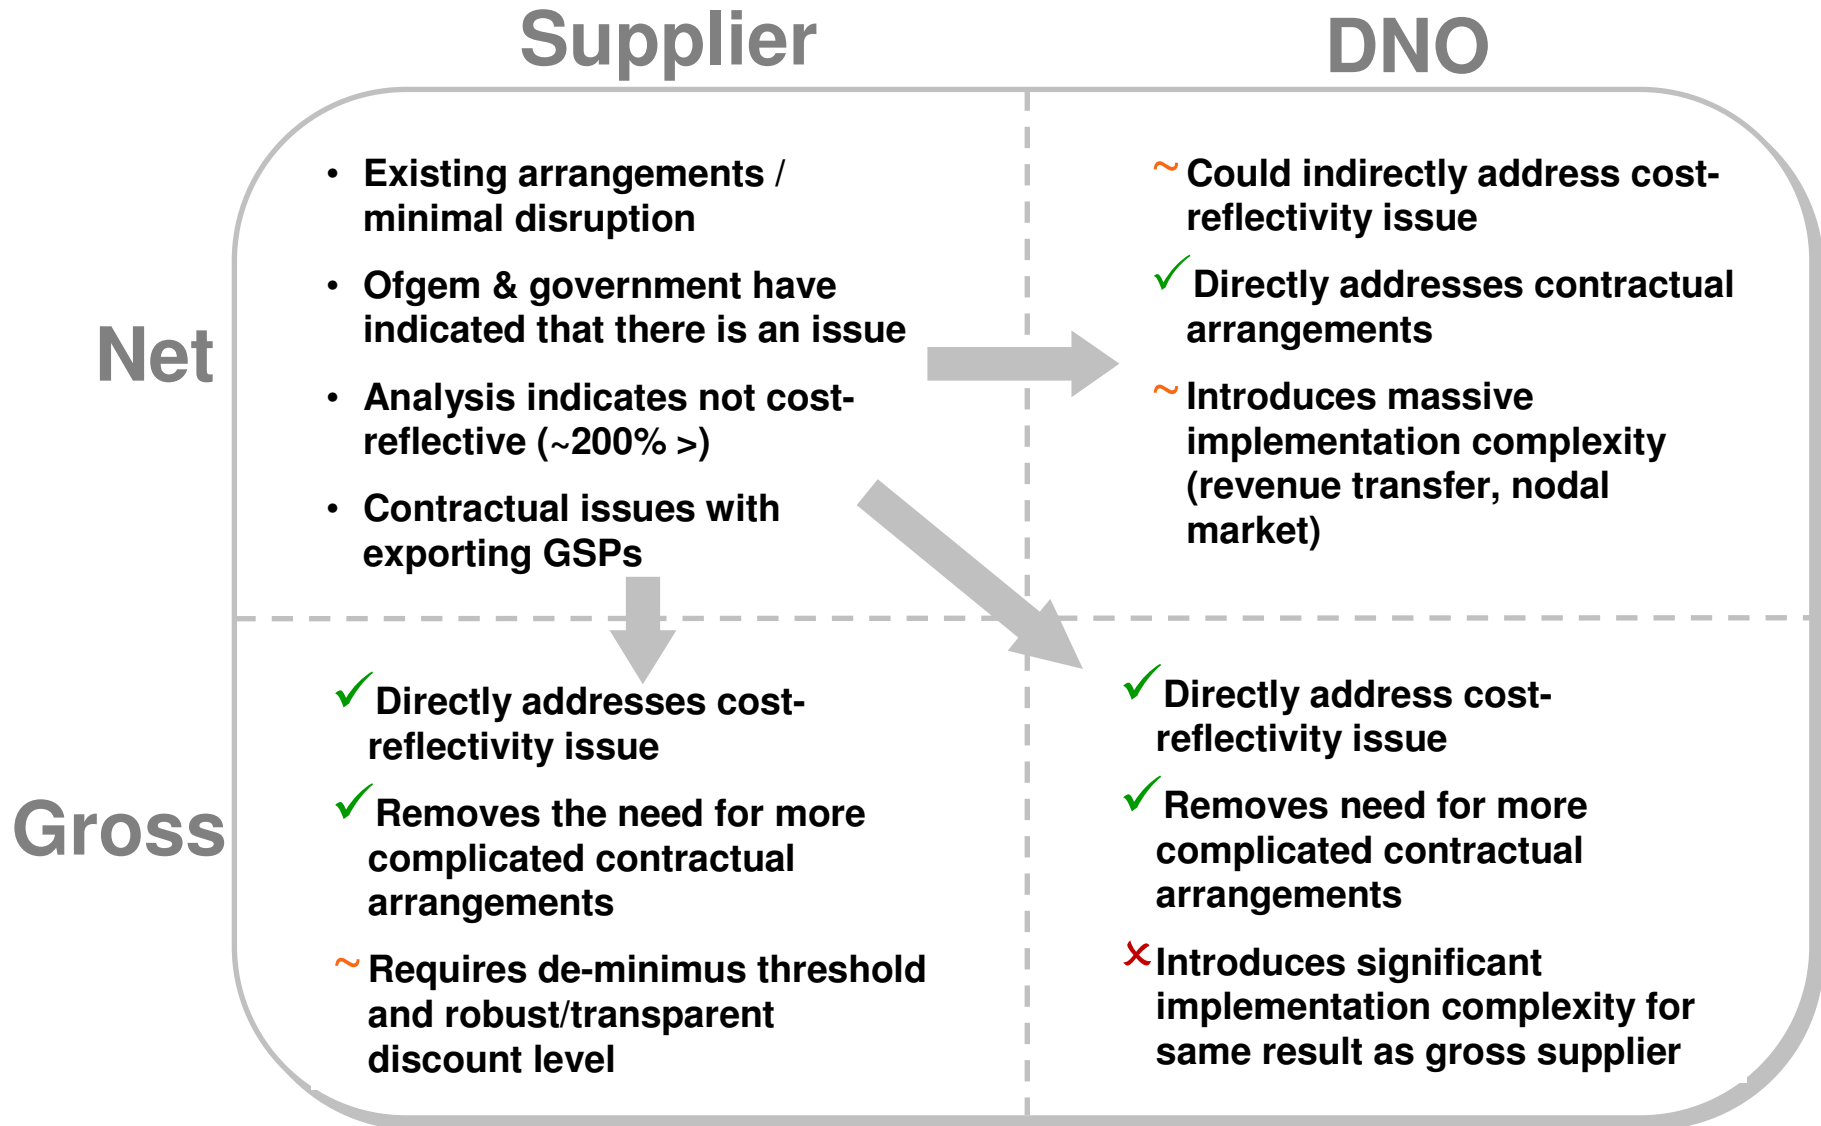 Supplier
DNO
Net
• Existing arrangements /
minimal disruption
• Ofgem & government have
indicated that there is an issue
• Analysis indicates not cost-
reflective (~200% >)
• Contractual issues with
exporting GSPs
~ Could indirectly address cost-
reflectivity issue
✓ Directly addresses contractual
arrangements
~ Introduces massive
implementation complexity
(revenue transfer, nodal
market)
Gross
✓ Directly addresses cost-
reflectivity issue
✓ Removes the need for more
complicated contractual
arrangements
~ Requires de-minimus threshold
and robust/transparent
discount level
✓ Directly address cost-
reflectivity issue
✓ Removes need for more
complicated contractual
arrangements
✗ Introduces significant
implementation complexity for
same result as gross supplier